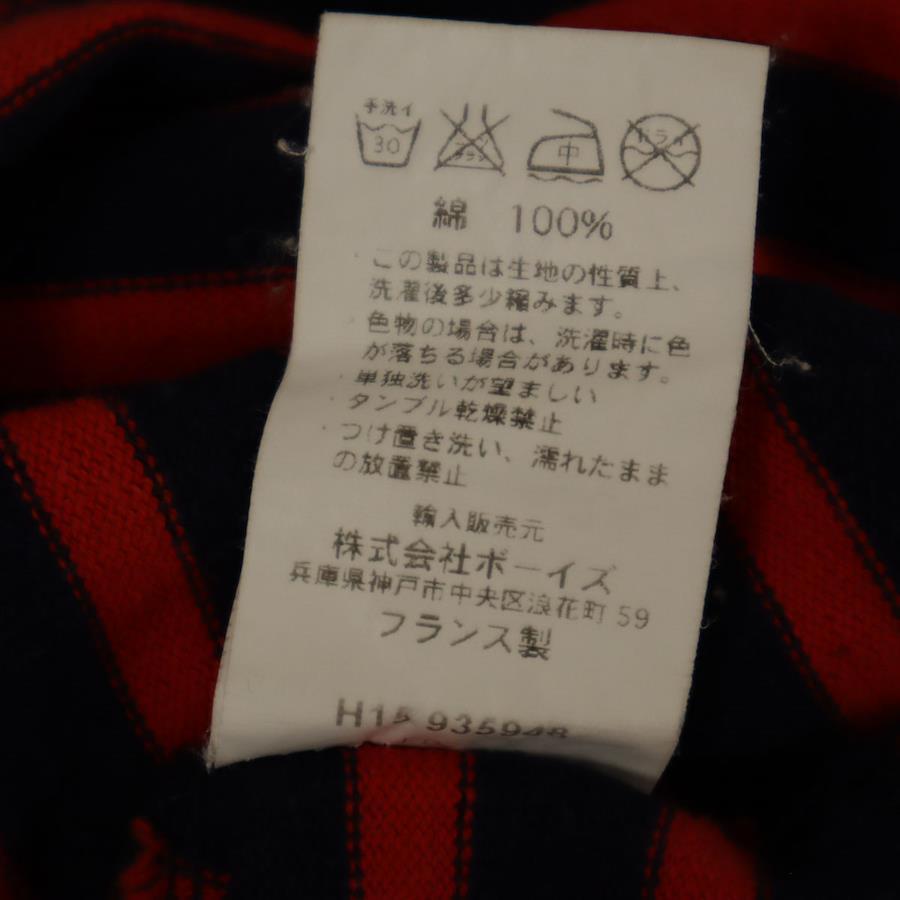 手洗イ
30
中
ドライ
綿 100%
・この製品は生地の性質上、
洗濯後多少縮みます。
・色物の場合は、洗濯時に色
が落ちる場合があります。
・単独洗いが望ましい
・タンブル乾燥禁止
・つけ置き洗い、濡れたまま
の放置禁止
輸入販売元
株式会社ボーイズ
兵庫県神戸市中央区浪花町 59
フランス製
H15 935948